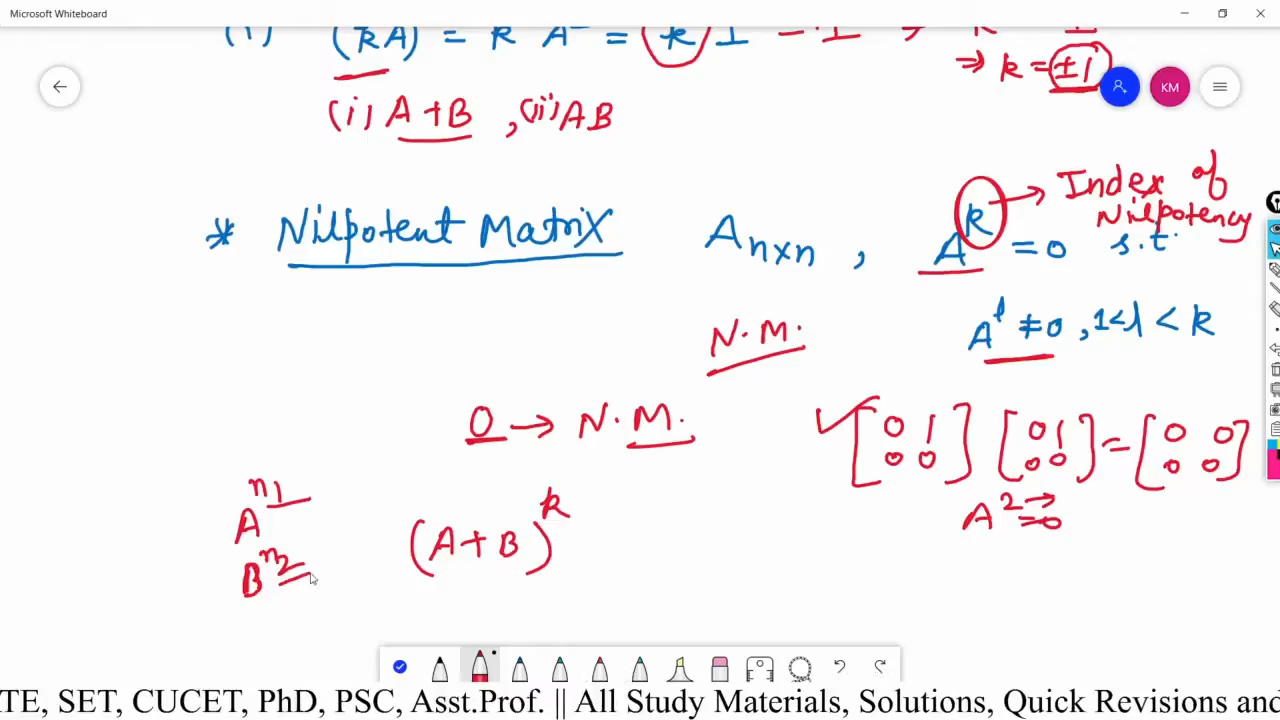 Microsoft Whiteboard
(i) (kA) = k A = k I = I ⇒ k
⇒ k = ±1
KM
(i) A+B , (ii) AB
Index of
Nilpotency
* Nilpotent Matrix A n×n , A^k = 0 s.t.
N.M. A^l ≠ 0 , 1<l < k
0 → N.M. [0 1 [0 1 = [0 0
0 0] 0 0] 0 0]
A^n1 A^2 = 0
(A+B)^k
B^n2
TE, SET, CUCET, PhD, PSC, Asst.Prof. || All Study Materials, Solutions, Quick Revisions and